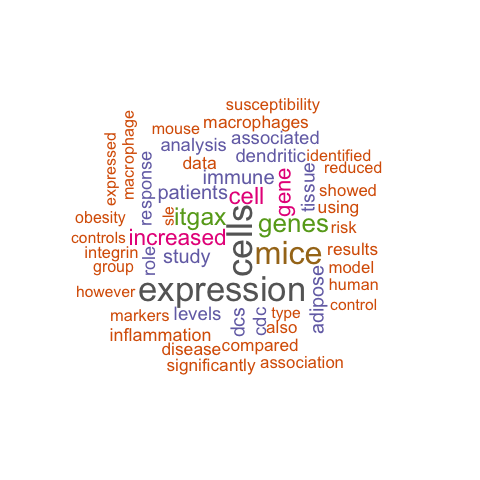 susceptibility
mouse macrophages
expressed
macrophage
analysis associated
data dendritic identified
response
immune
gene
tissue
reduced
patients cell
showed
obesity
sle
itgax
cells
genes
using
risk
controls
increased
mice
results
integrin
role
study
group
adipose
model
however
expression
human
markers levels
dcs
cdc
type
also
control
inflammation
disease compared
significantly association